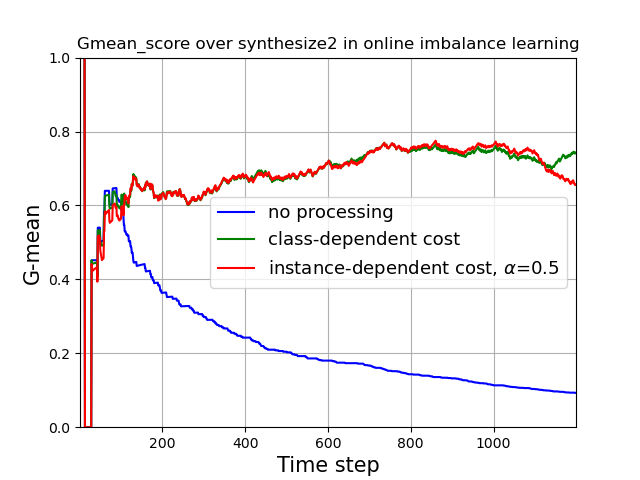 Gmean_score over synthesize2 in online imbalance learning
1.0
0.8
0.6
0.4
0.2
0.0
G-mean
no processing
class-dependent cost
instance-dependent cost, α=0.5
200 400 600 800 1000
Time step